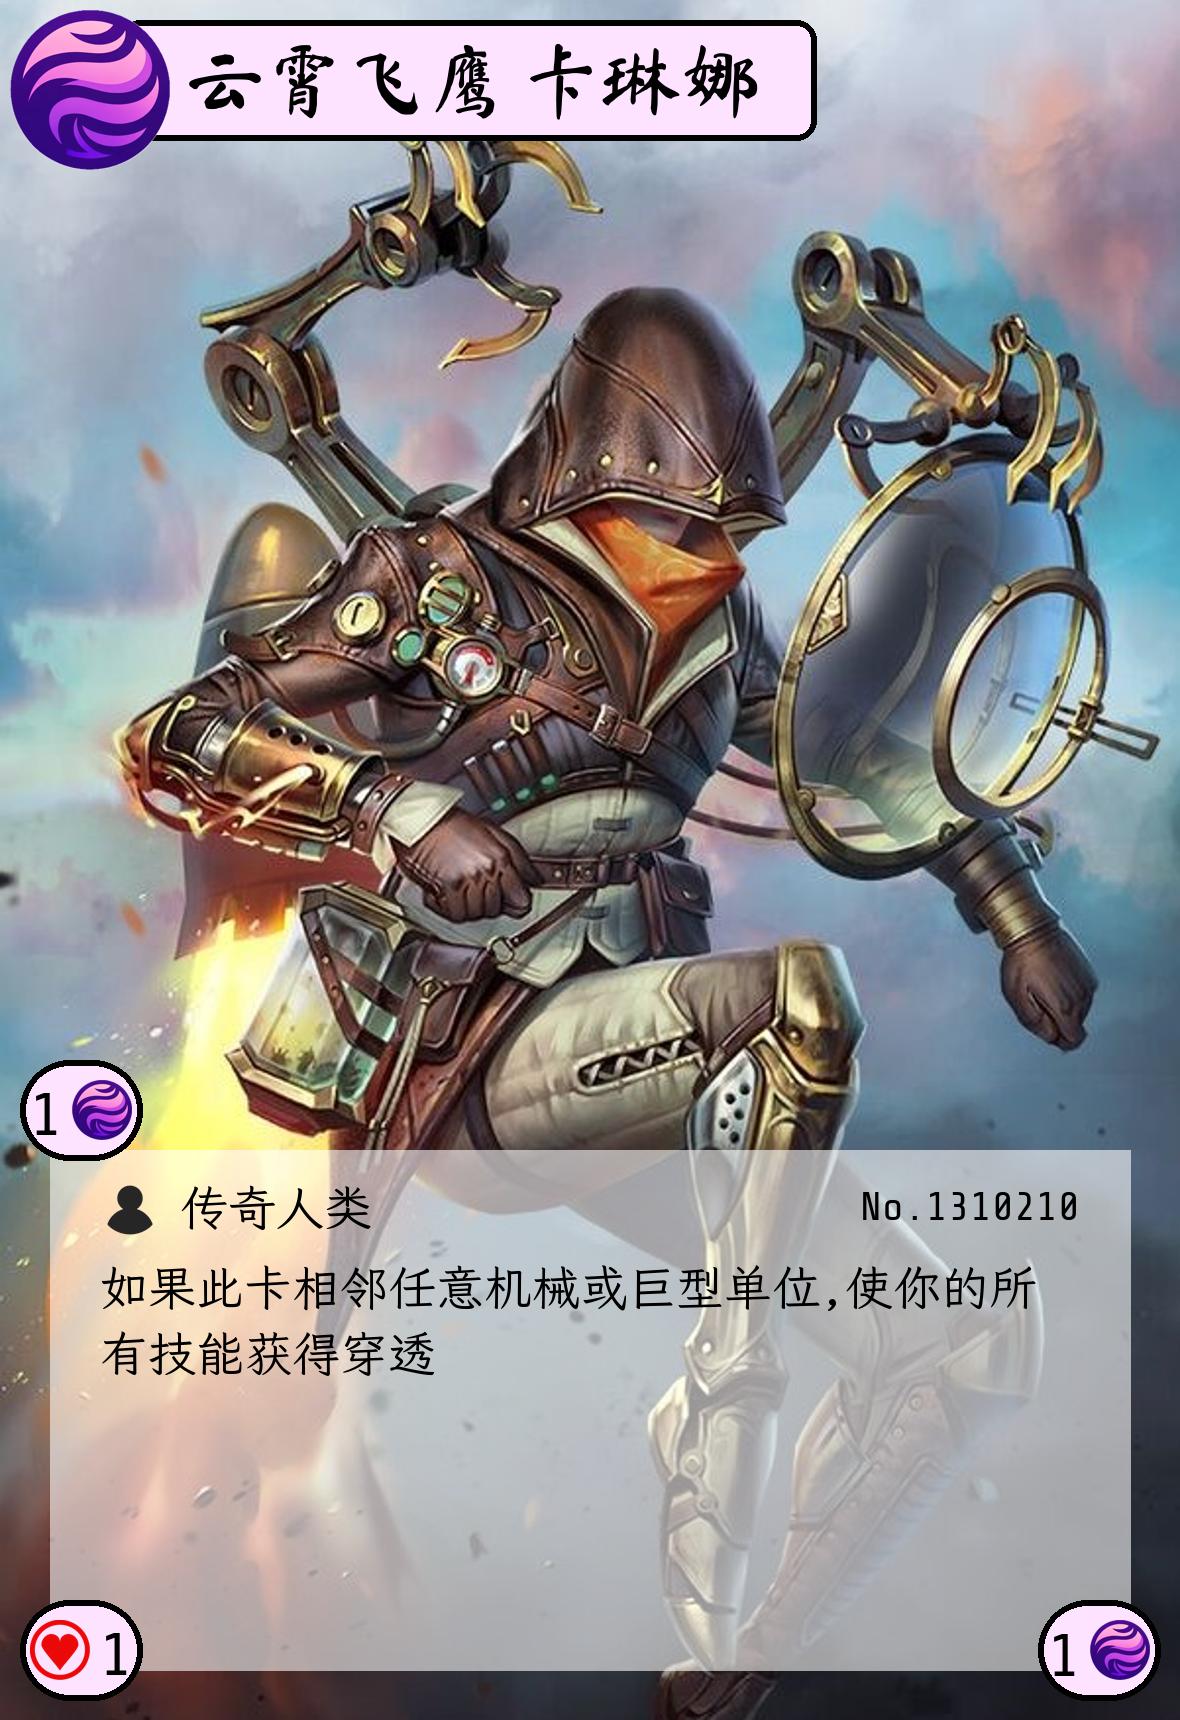 云霄飞鹰 卡琳娜
1
传奇人类
No.1310210
如果此卡相邻任意机械或巨型单位,使你的所
有技能获得穿透
1
1